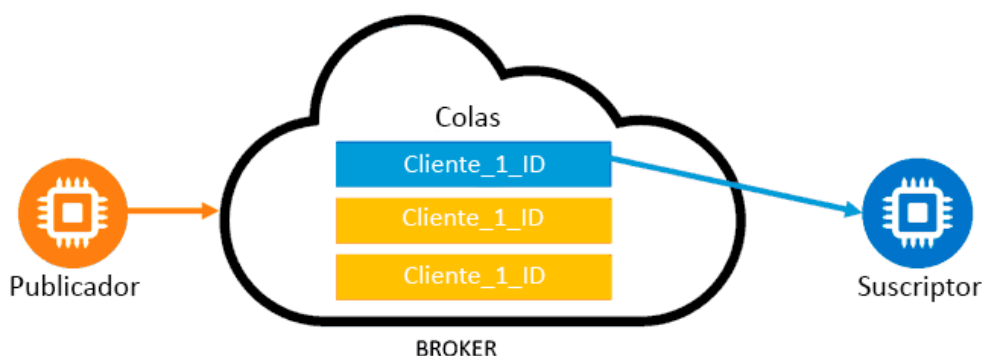 Colas
Cliente_1_ID
Cliente_1_ID
Cliente_1_ID
Publicador
Suscriptor
BROKER